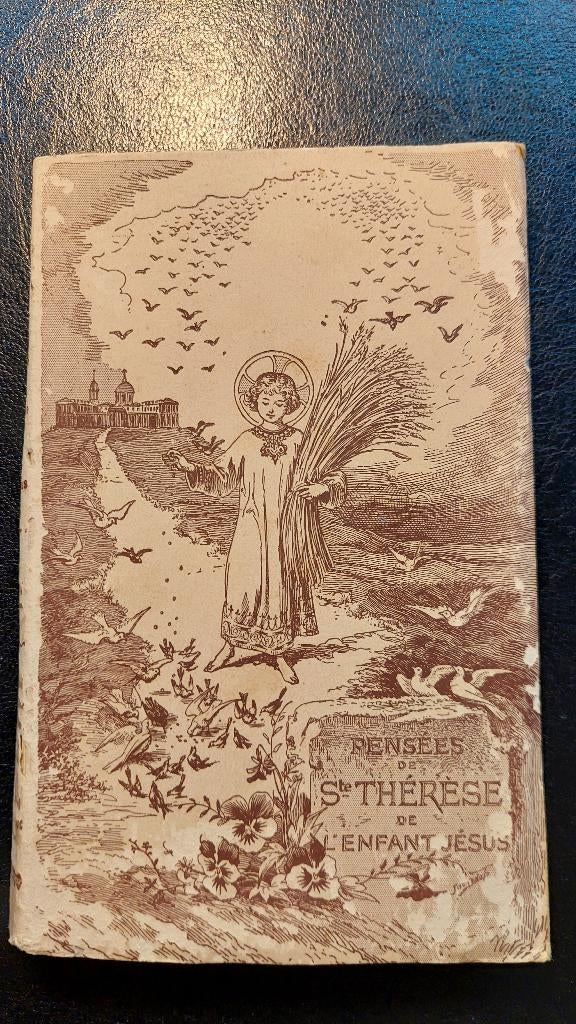 PENSÉES
DE
Ste THÉRÈSE
DE
L'ENFANT JÉSUS